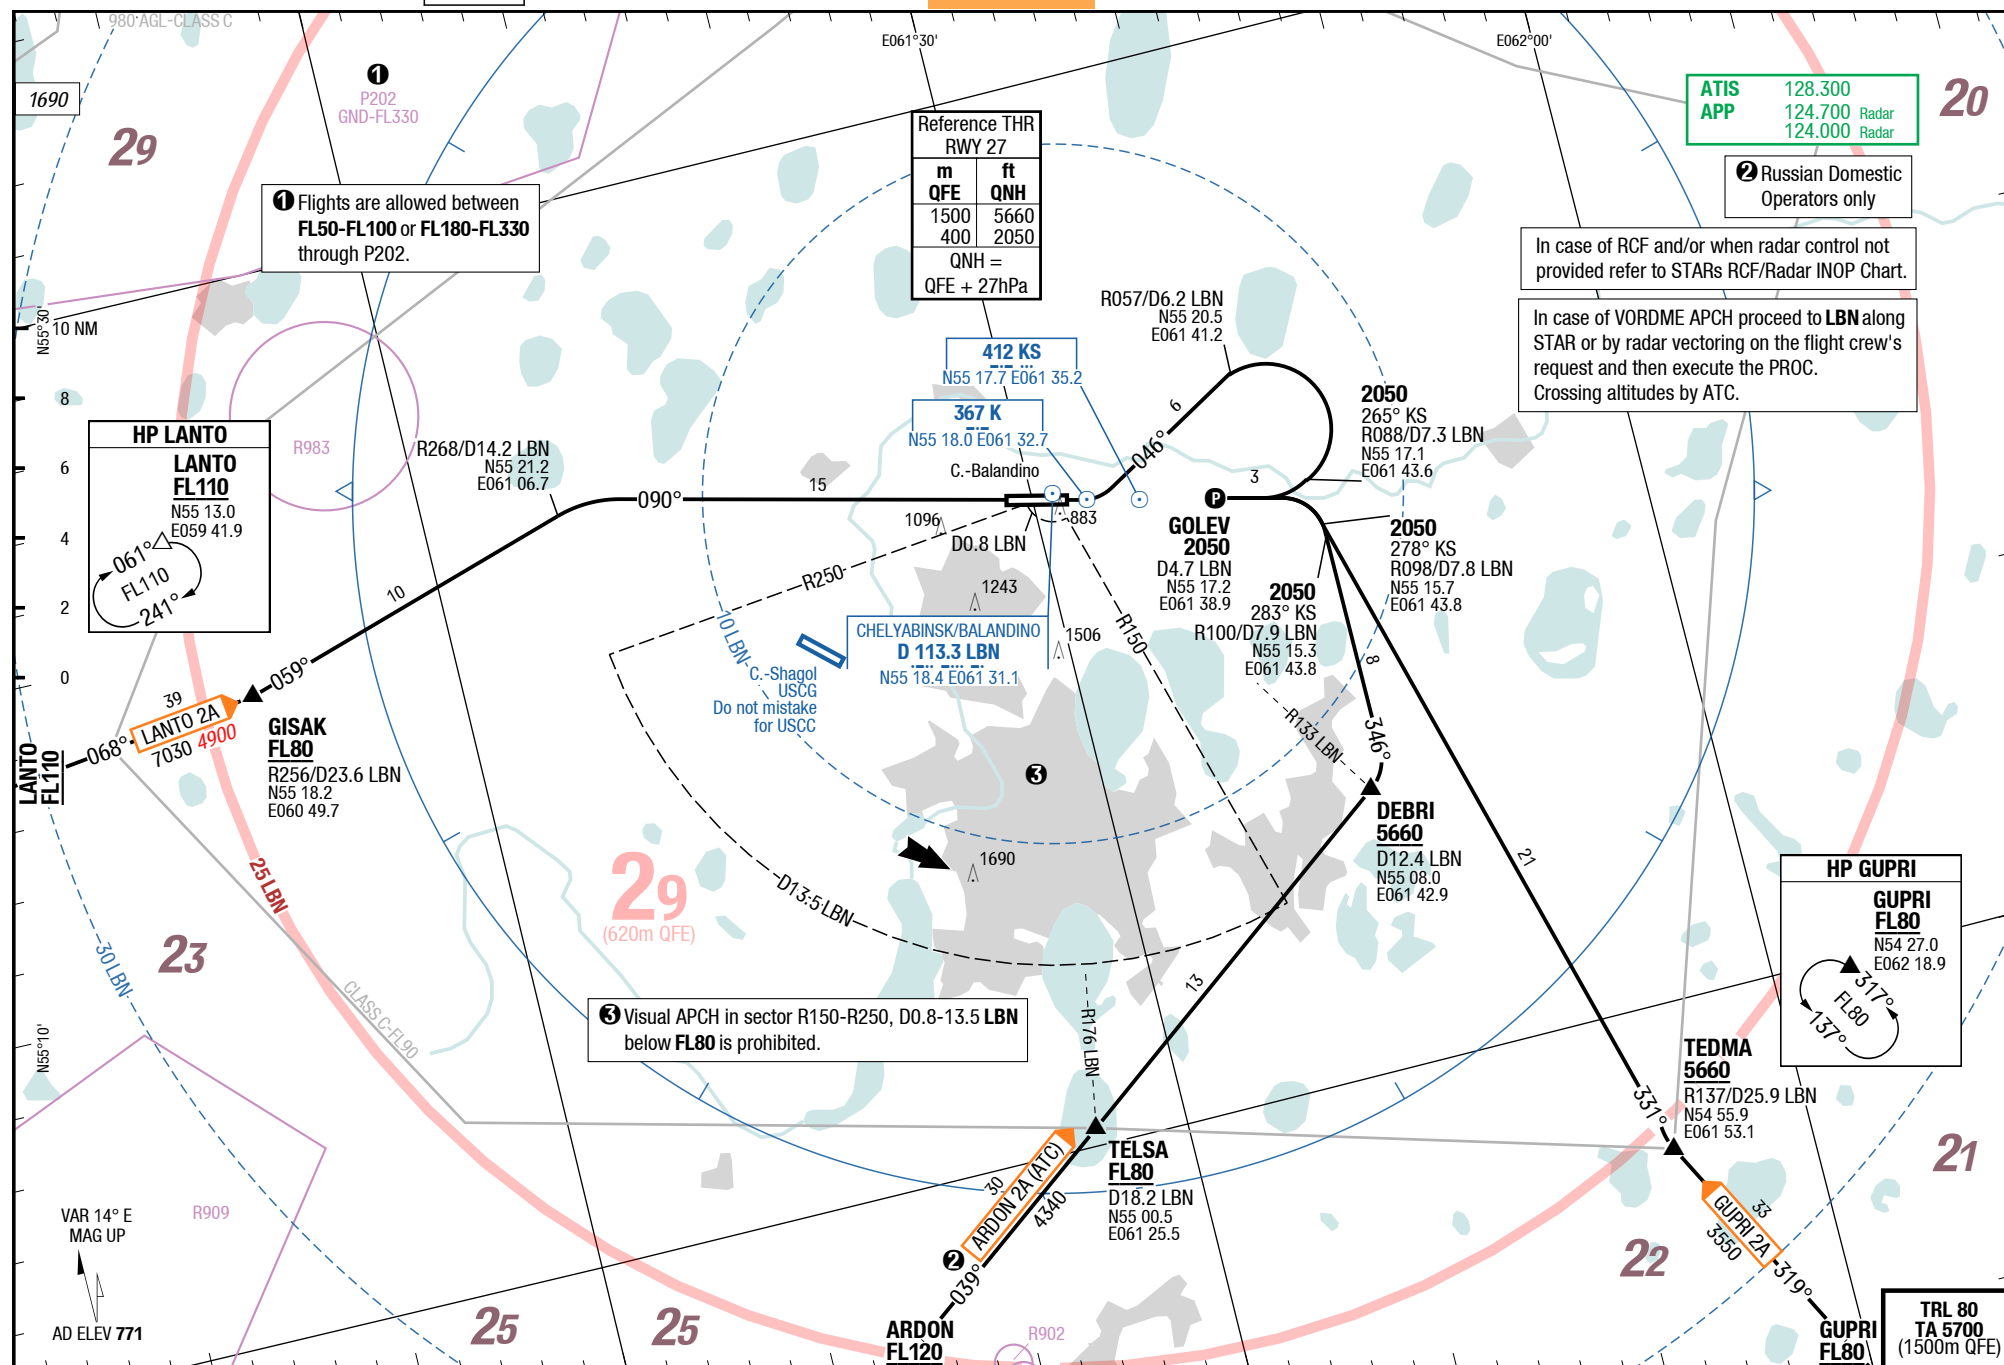 980 AGL-CLASS C
E061°30'
E062°00'
1690
29
❶
P202
GND-FL330
ATIS 128.300
APP 124.700 Radar
124.000 Radar
20
❷ Russian Domestic
Operators only
❶ Flights are allowed between
FL50-FL100 or FL180-FL330
through P202.
Reference THR
RWY 27
m ft
QFE QNH
1500 5660
400 2050
QNH =
QFE + 27hPa
In case of RCF and/or when radar control not
provided refer to STARs RCF/Radar INOP Chart.
In case of VORDME APCH proceed to LBN along
STAR or by radar vectoring on the flight crew's
request and then execute the PROC.
Crossing altitudes by ATC.
N55°30'
10 NM
8
6
4
2
0
R057/D6.2 LBN
N55 20.5
E061 41.2
412 KS
N55 17.7 E061 35.2
367 K
N55 18.0 E061 32.7
C.-Balandino
HP LANTO
LANTO
FL110
N55 13.0
E059 41.9
061°
FL110
241°
R983
R268/D14.2 LBN
N55 21.2
E061 06.7
090°
15
046°
6
3
2050
265° KS
R088/D7.3 LBN
N55 17.1
E061 43.6
P
GOLEV
2050
D4.7 LBN
N55 17.2
E061 38.9
2050
278° KS
R098/D7.8 LBN
N55 15.7
E061 43.8
2050
283° KS
R100/D7.9 LBN
N55 15.3
E061 43.8
1096
883
D0.8 LBN
R250
1243
R150
1506
10 LBN
CHELYABINSK/BALANDINO
D 113.3 LBN
N55 18.4 E061 31.1
C.-Shagol
USCG
Do not mistake
for USCC
10
059°
39
LANTO 2A
7030 4900
068°
LANTO
FL110
GISAK
FL80
R256/D23.6 LBN
N55 18.2
E060 49.7
8
346°
R133 LBN
DEBRI
5660
D12.4 LBN
N55 08.0
E061 42.9
❸
1690
D13.5 LBN
25 LBN
29
(620m QFE)
23
30 LBN
CLASS C-FL90
N55°10'
❸ Visual APCH in sector R150-R250, D0.8-13.5 LBN
below FL80 is prohibited.
R176 LBN
13
21
HP GUPRI
GUPRI
FL80
N54 27.0
E062 18.9
317°
FL80
137°
331°
TEDMA
5660
R137/D25.9 LBN
N54 55.9
E061 53.1
21
TELSA
FL80
D18.2 LBN
N55 00.5
E061 25.5
30
ARDON 2A (ATC)
4340
❷
039°
ARDON
FL120
33
GUPRI 2A
3550
319°
GUPRI
FL80
22
R909
VAR 14° E
MAG UP
AD ELEV 771
25
25
R902
TRL 80
TA 5700
(1500m QFE)